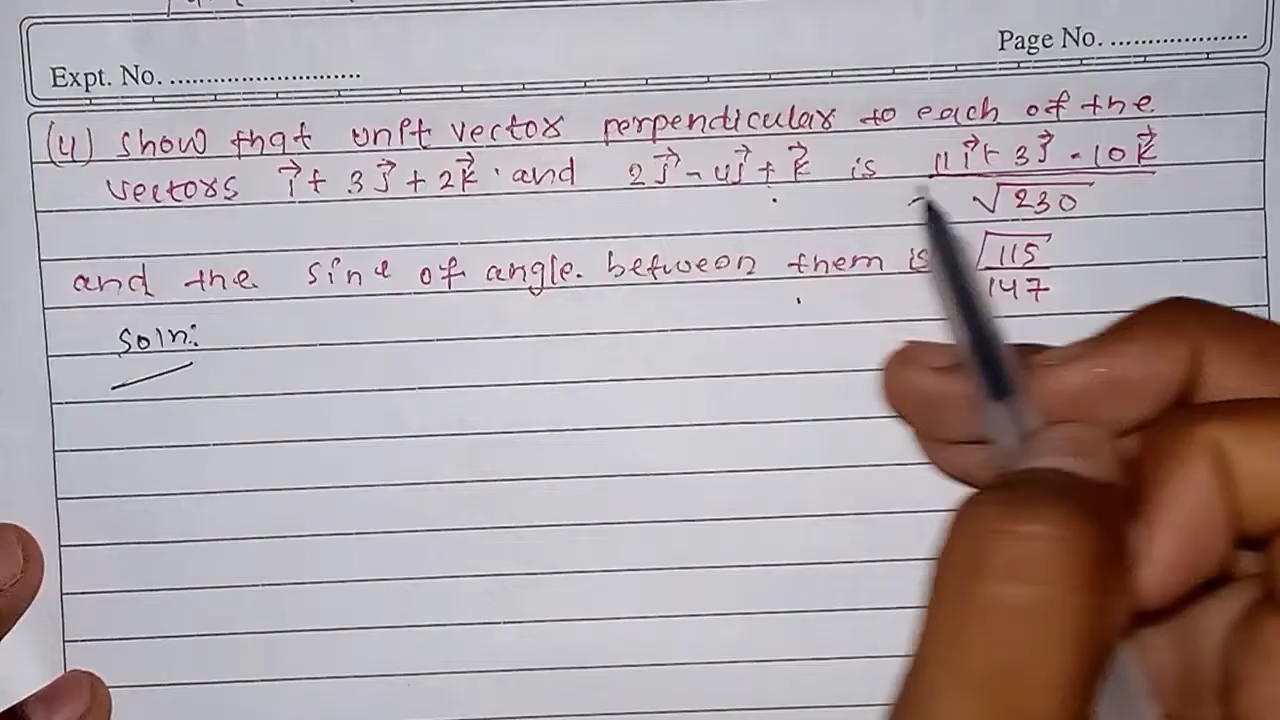 Page No. ....................
Expt. No. ............................
(4) Show that unit vector perpendicular to each of the
vectors i⃗ + 3j⃗ + 2k⃗ and 2j⃗ - 4j⃗ + k⃗ is (11i⃗ + 3j⃗ - 10k⃗)/√230
and the sine of angle between them is √115/147
Soln: